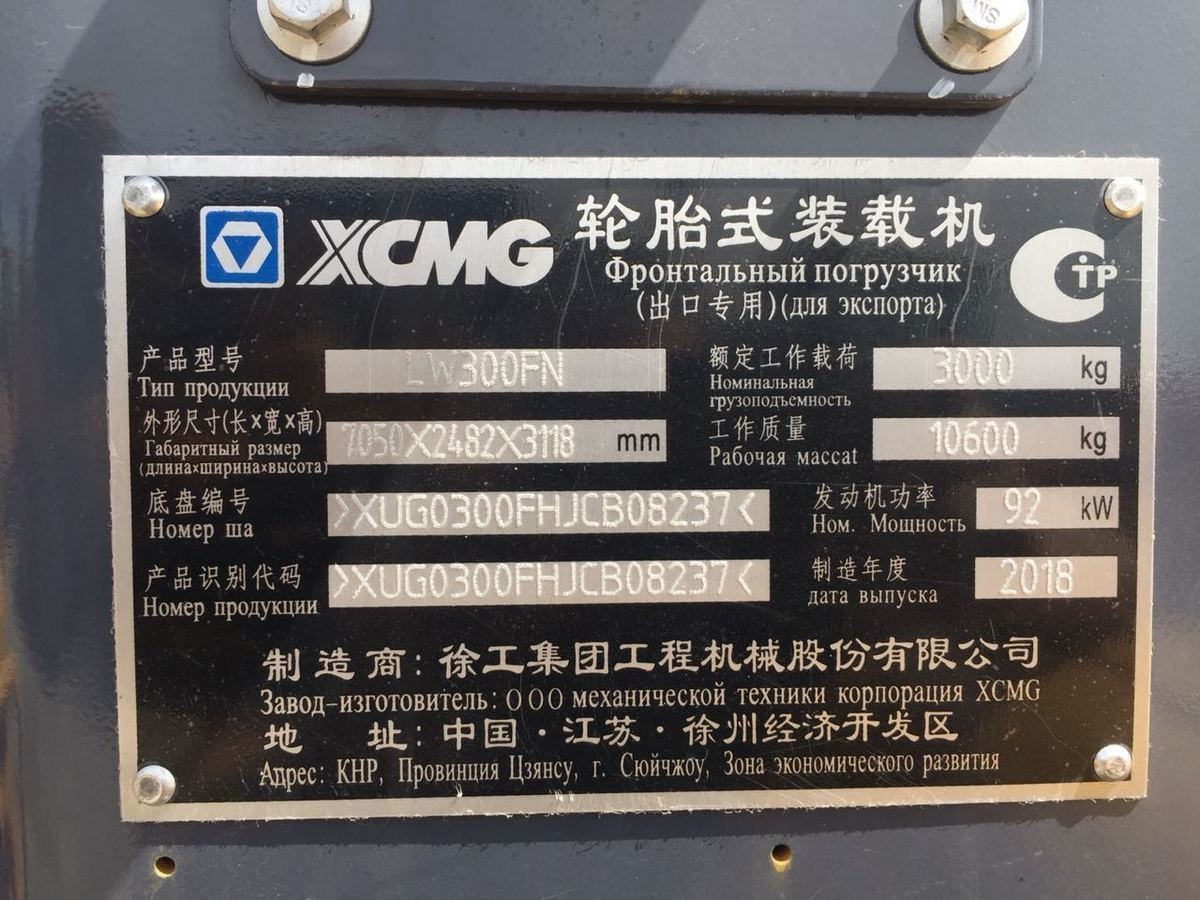 XCMG 轮胎式装载机
Фронтальный погрузчик
(出口专用)(для экспорта)
СТР
产品型号 LW300FN
Тип продукции
额定工作载荷 3000 kg
Номинальная
грузоподъемность
外形尺寸(长×宽×高) 7050X2482X3118 mm
Габаритный размер
(длина×ширина×высота)
工作质量 10600 kg
Рабочая массаt
底盘编号 >XUG0300FHJCB08237<
Номер ша
发动机功率 92 kW
Ном. Мощность
产品识别代码 >XUG0300FHJCB08237<
Номер продукции
制造年度 2018
дата выпуска
制造商: 徐工集团工程机械股份有限公司
Завод-изготовитель: ООО механической техники корпорация XCMG
地 址: 中国·江苏·徐州经济开发区
Адрес: КНР, Провинция Цзянсу, г. Сюйчжоу, Зона экономического развития